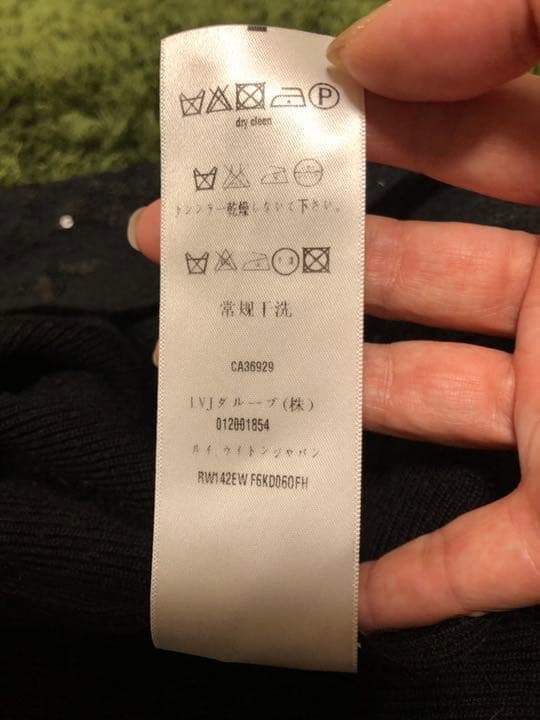 P
dry cleen
タンブラー乾燥しないで下さい。
常规干洗
CA36929
LVJグループ(株)
012001854
ルイ ヴィトンジャパン
RW142EW F6KD060FH